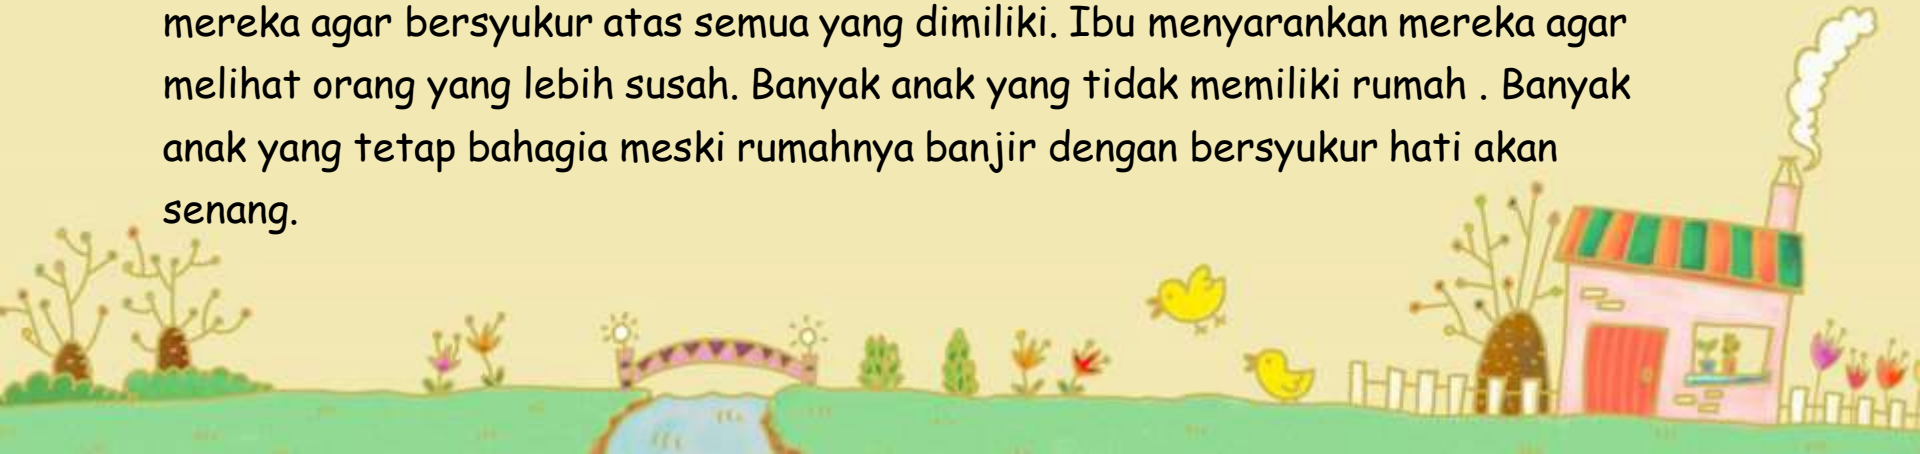 mereka agar bersyukur atas semua yang dimiliki. Ibu menyarankan mereka agar
melihat orang yang lebih susah. Banyak anak yang tidak memiliki rumah . Banyak
anak yang tetap bahagia meski rumahnya banjir dengan bersyukur hati akan
senang.